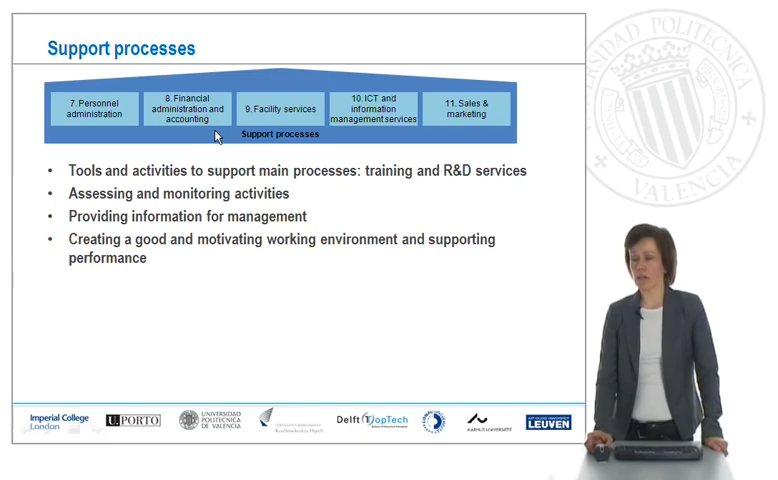 Support processes
7. Personnel
administration
8. Financial
administration and
accounting
9. Facility services
10. ICT and
information
management services
11. Sales &
marketing
Support processes
• Tools and activities to support main processes: training and R&D services
• Assessing and monitoring activities
• Providing information for management
• Creating a good and motivating working environment and supporting
performance
Imperial College
London
U. PORTO
UNIVERSIDAD
POLITECNICA
DE VALENCIA
Delft TopTech
AARHUS UNIVERSITET
LEUVEN
UNIVERSIDAD POLITECNICA
VALENCIA